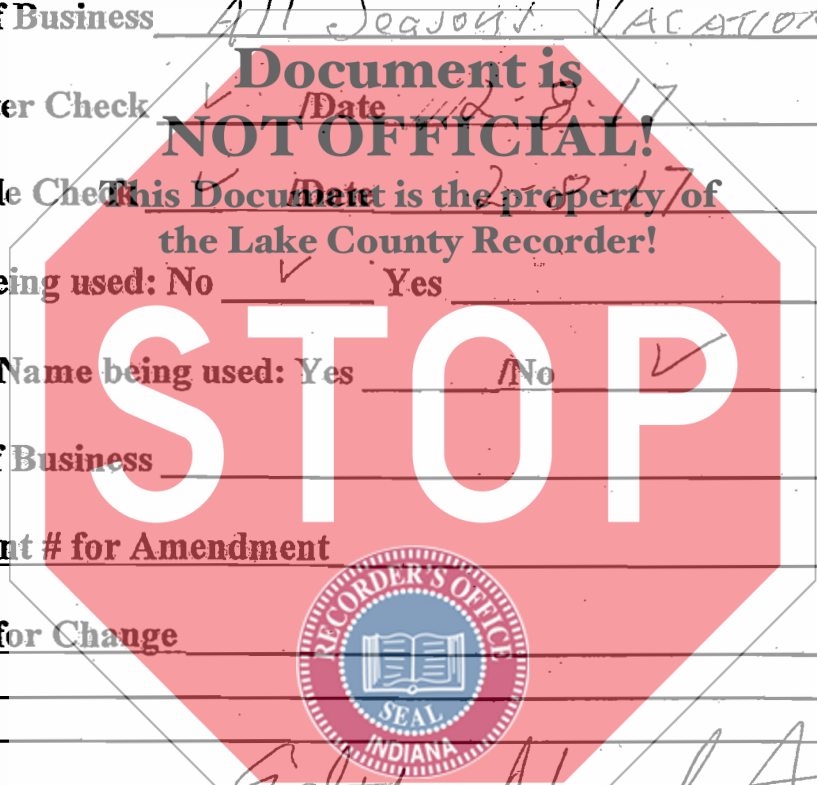 f Business All Seasons VACATION
Document is
er Check ✓ /Date 2-8-17
NOT OFFICIAL!
le Check ✓ /Date 2-8-17
This Document is the property of
the Lake County Recorder!
eing used: No ✓ Yes
STOP
Name being used: Yes /No ✓
f Business
nt # for Amendment
RECORDER'S OFFICE
for Change
SEAL
INDIANA